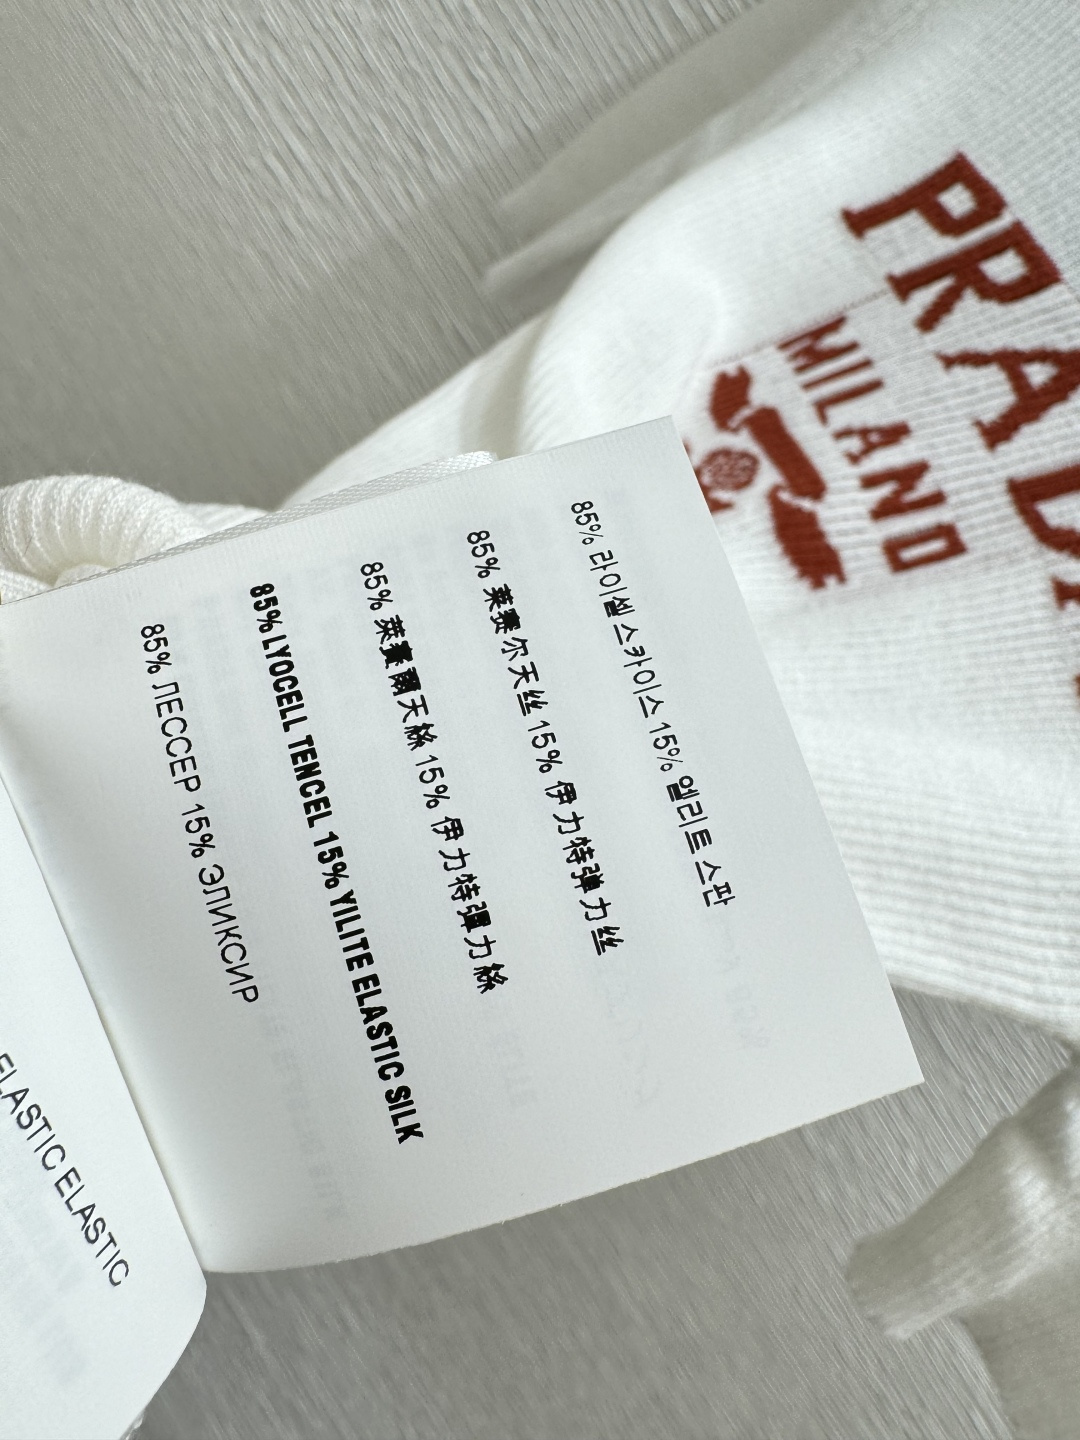 PRADA
MILANO
85% 라이셀 스카이스 15% 엘리트 스판
85% 莱赛尔天丝 15% 伊力特弹力丝
85% 萊賽爾天絲 15% 伊力特彈力絲
85% LYOCELL TENCEL 15% YILITE ELASTIC SILK
85% ЛЕССЕР 15% ЭЛИКСИР
ELASTIC ELASTIC